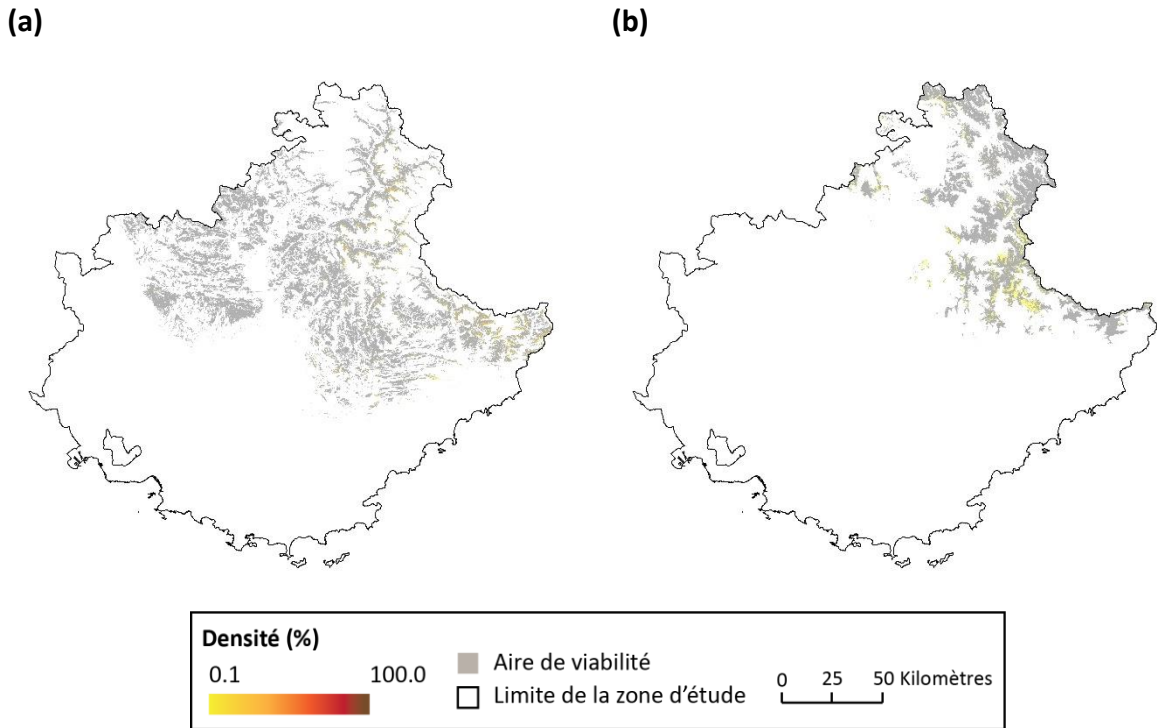 (a)
(b)
Densité (%)
0.1 100.0
Aire de viabilité
Limite de la zone d'étude
0 25 50 Kilomètres